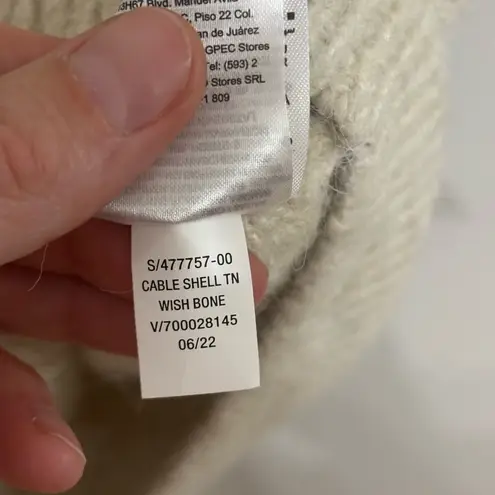 Blvd. Manuel
C. Piso 22 Col.
an de Juárez
GPEC Stores
Tel: (593) 2
Stores SRL
809
S/477757-00
CABLE SHELL TN
WISH BONE
V/700028145
06/22